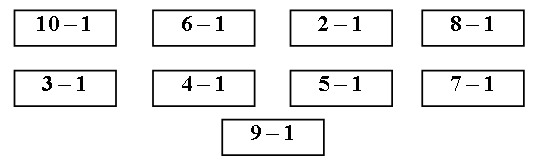 10 – 1 6 – 1 2 – 1 8 – 1
3 – 1 4 – 1 5 – 1 7 – 1
9 – 1